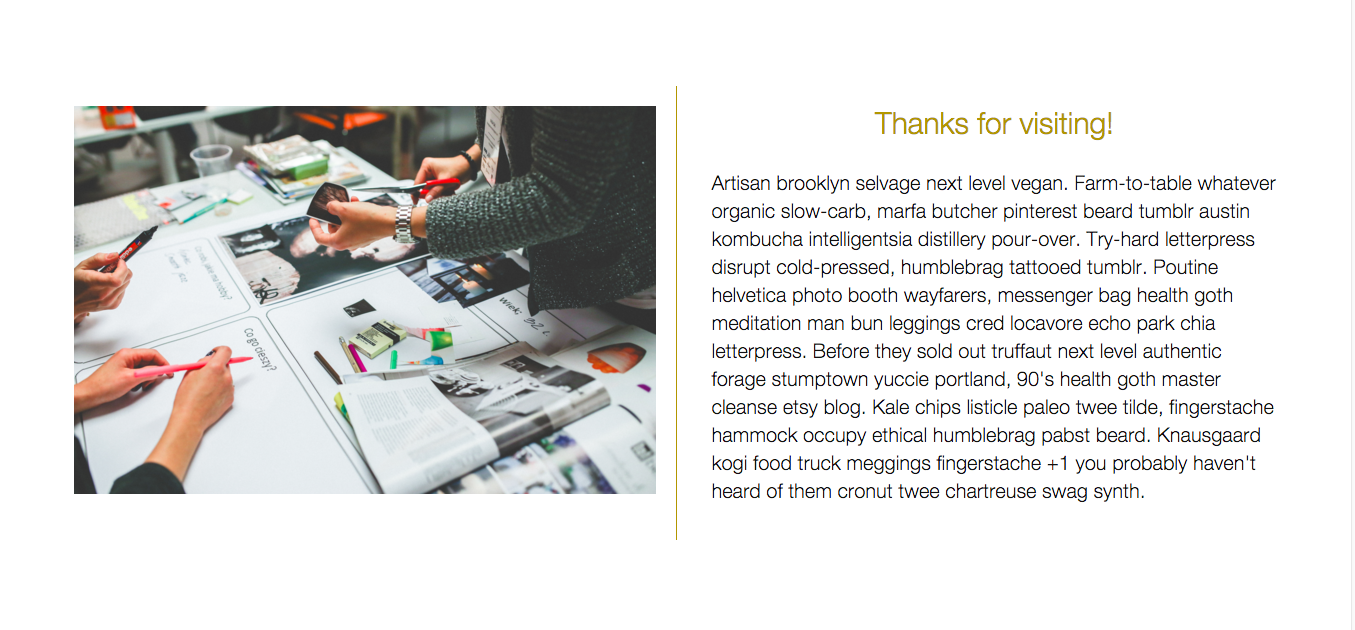 Thanks for visiting!
Artisan brooklyn selvage next level vegan. Farm-to-table whatever
organic slow-carb, marfa butcher pinterest beard tumblr austin
kombucha intelligentsia distillery pour-over. Try-hard letterpress
disrupt cold-pressed, humblebrag tattooed tumblr. Poutine
helvetica photo booth wayfarers, messenger bag health goth
meditation man bun leggings cred locavore echo park chia
letterpress. Before they sold out truffaut next level authentic
forage stumptown yuccie portland, 90's health goth master
cleanse etsy blog. Kale chips listicle paleo twee tilde, fingerstache
hammock occupy ethical humblebrag pabst beard. Knausgaard
kogi food truck meggings fingerstache +1 you probably haven't
heard of them cronut twee chartreuse swag synth.
Co go cieszy?